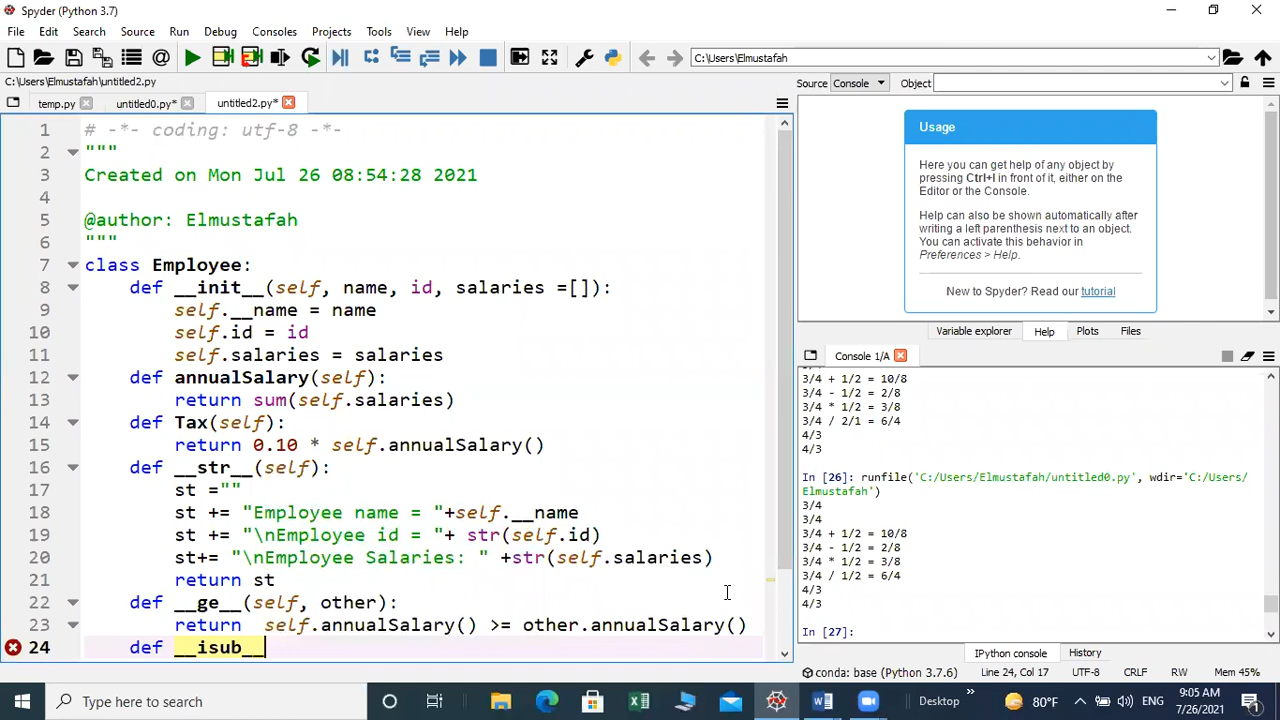 Spyder (Python 3.7)
File Edit Search Source Run Debug Consoles Projects Tools View Help
C:\Users\Elmustafah
C:\Users\Elmustafah\untitled2.py
temp.py untitled0.py* untitled2.py*
1 # -*- coding: utf-8 -*-
2 """
3 Created on Mon Jul 26 08:54:28 2021
4
5 @author: Elmustafah
6 """
7 class Employee:
8 def __init__(self, name, id, salaries =[]):
9 self.__name = name
10 self.id = id
11 self.salaries = salaries
12 def annualSalary(self):
13 return sum(self.salaries)
14 def Tax(self):
15 return 0.10 * self.annualSalary()
16 def __str__(self):
17 st =""
18 st += "Employee name = "+self.__name
19 st += "\nEmployee id = "+ str(self.id)
20 st+= "\nEmployee Salaries: " +str(self.salaries)
21 return st
22 def __ge__(self, other):
23 return  self.annualSalary() >= other.annualSalary()
24 def __isub__
Source Console Object
Usage
Here you can get help of any object by
pressing Ctrl+I in front of it, either on the
Editor or the Console.
Help can also be shown automatically after
writing a left parenthesis next to an object.
You can activate this behavior in
Preferences > Help.
New to Spyder? Read our tutorial
Variable explorer Help Plots Files
Console 1/A
3/4 + 1/2 = 10/8
3/4 - 1/2 = 2/8
3/4 * 1/2 = 3/8
3/4 / 2/1 = 6/4
4/3
4/3
In [26]: runfile('C:/Users/Elmustafah/untitled0.py', wdir='C:/Users/
Elmustafah')
3/4
3/4
3/4 + 1/2 = 10/8
3/4 - 1/2 = 2/8
3/4 * 1/2 = 3/8
3/4 / 1/2 = 6/4
4/3
4/3
In [27]:
IPython console History
conda: base (Python 3.7.6) Line 24, Col 17 UTF-8 CRLF RW Mem 45%
Type here to search
Desktop
80°F
ENG
9:05 AM
7/26/2021